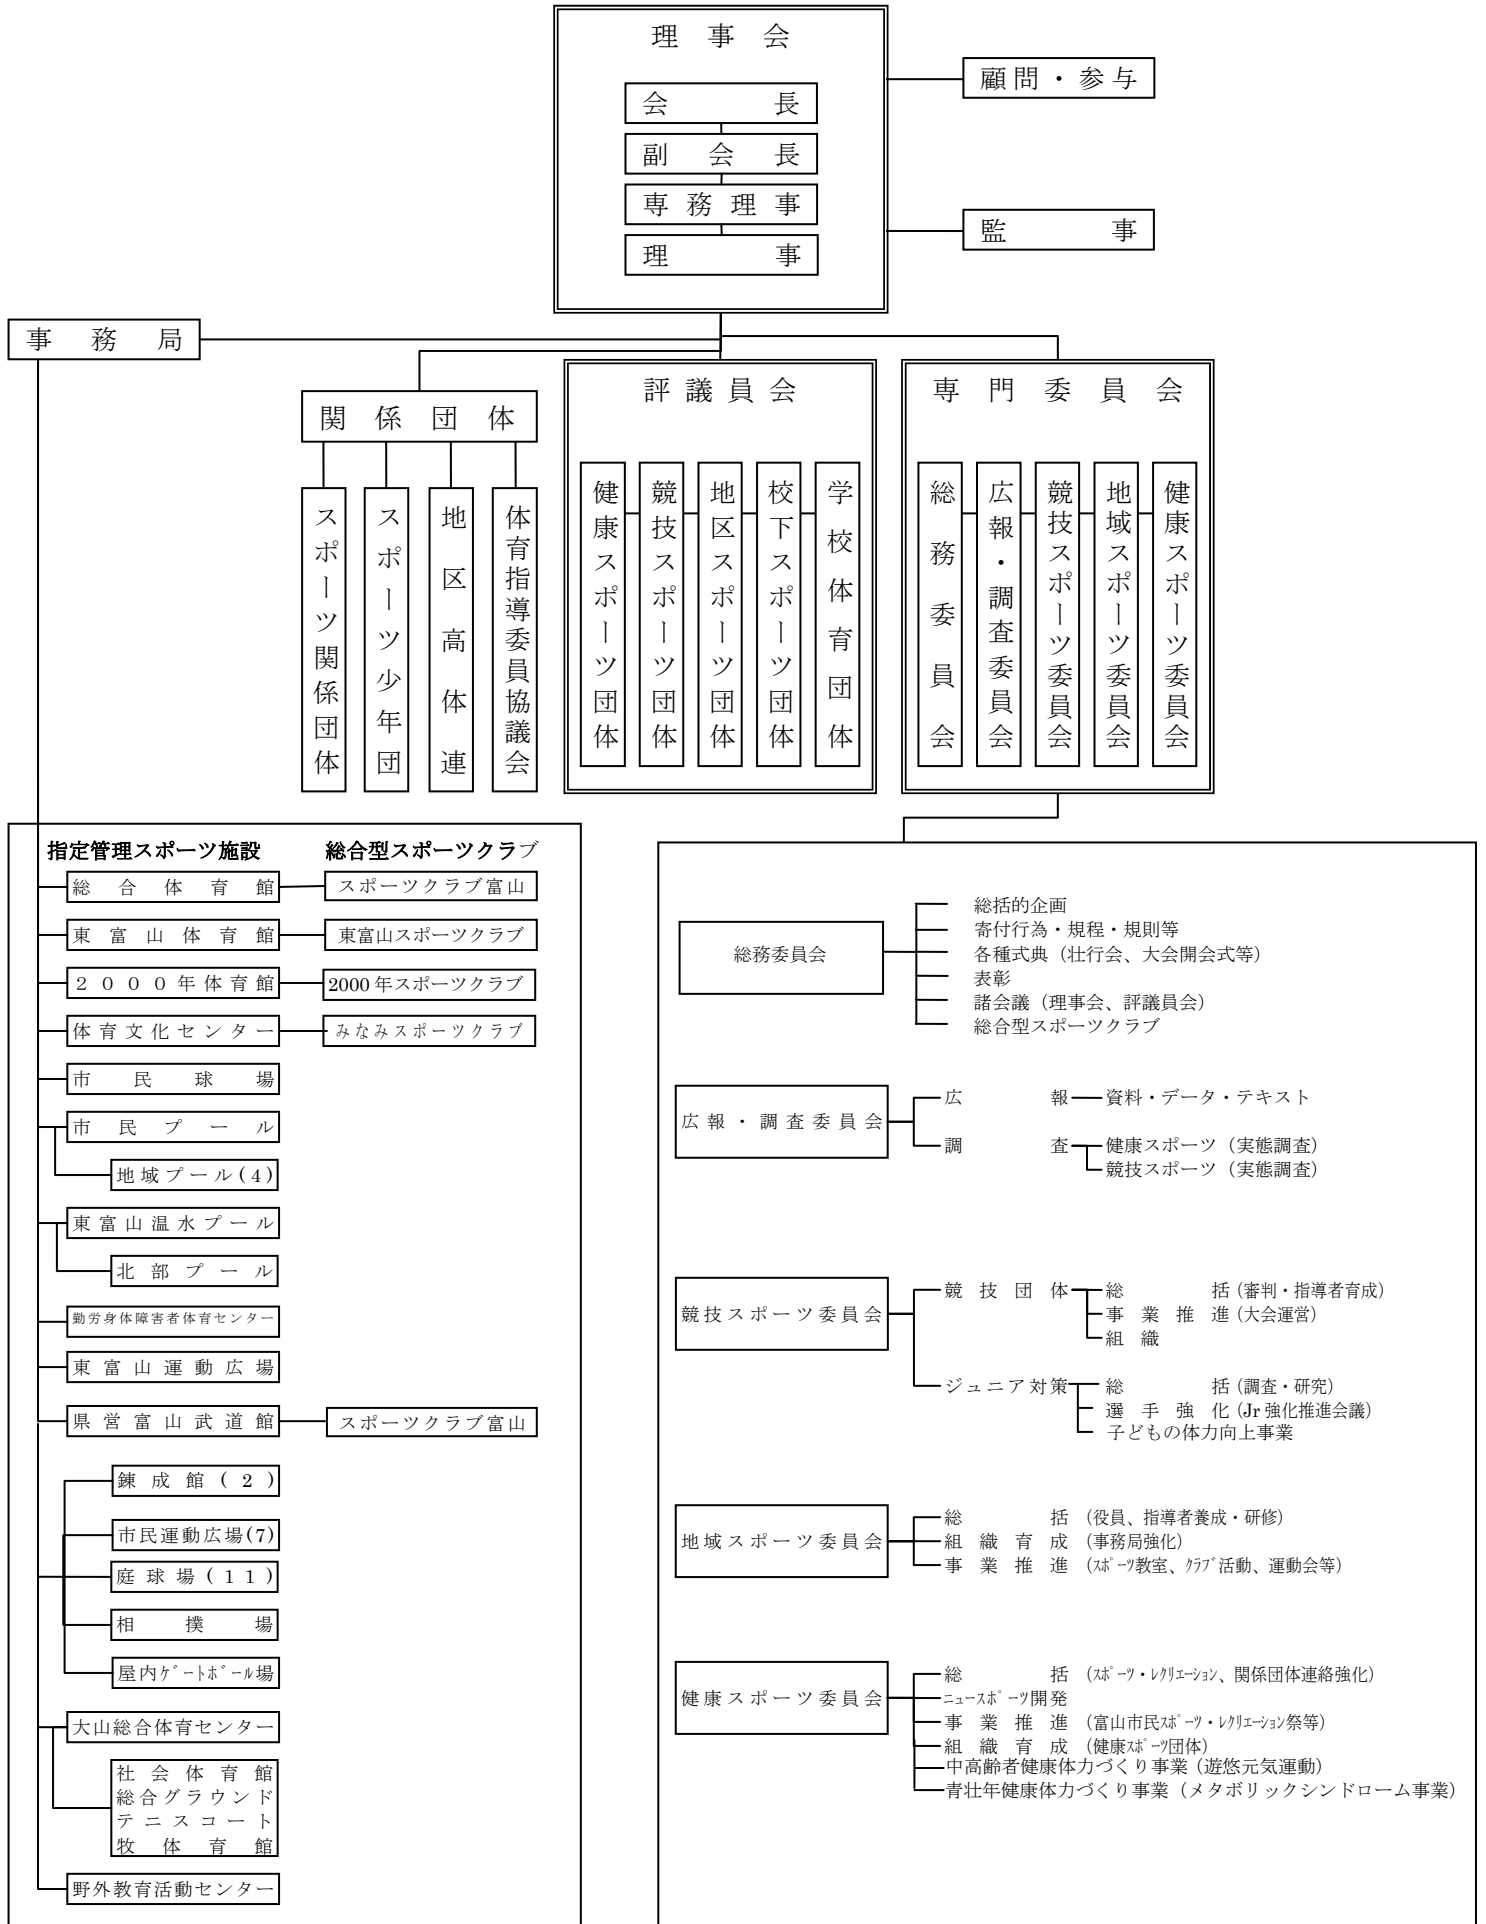 理事会
会長
副会長
専務理事
理事
顧問・参与
監事
事務局
関係団体
スポーツ関係団体
スポーツ少年団
地区高体連
体育指導委員協議会
評議員会
健康スポーツ団体
競技スポーツ団体
地区スポーツ団体
校下スポーツ団体
学校体育団体
専門委員会
総務委員会
広報・調査委員会
競技スポーツ委員会
地域スポーツ委員会
健康スポーツ委員会
指定管理スポーツ施設
総合型スポーツクラブ
総合体育館
スポーツクラブ富山
東富山体育館
東富山スポーツクラブ
２０００年体育館
2000年スポーツクラブ
体育文化センター
みなみスポーツクラブ
市民球場
市民プール
地域プール(4)
東富山温水プール
北部プール
勤労身体障害者体育センター
東富山運動広場
県営富山武道館
スポーツクラブ富山
錬成館(2)
市民運動広場(7)
庭球場(11)
相撲場
屋内ｹﾞｰﾄﾎﾞｰﾙ場
大山総合体育センター
社会体育館
総合グラウンド
テニスコート
牧体育館
野外教育活動センター
総務委員会
総括的企画
寄付行為・規程・規則等
各種式典（壮行会、大会開会式等）
表彰
諸会議（理事会、評議員会）
総合型スポーツクラブ
広報・調査委員会
広報
資料・データ・テキスト
調査
健康スポーツ（実態調査）
競技スポーツ（実態調査）
競技スポーツ委員会
競技団体
総括（審判・指導者育成）
事業推進（大会運営）
組織
ジュニア対策
総括（調査・研究）
選手強化（Jr強化推進会議）
子どもの体力向上事業
地域スポーツ委員会
総括（役員、指導者養成・研修）
組織育成（事務局強化）
事業推進（ｽﾎﾟｰﾂ教室、ｸﾗﾌﾞ活動、運動会等）
健康スポーツ委員会
総括（ｽﾎﾟｰﾂ・ﾚｸﾘｴｰｼｮﾝ、関係団体連絡強化）
ﾆｭｰｽﾎﾟｰﾂ開発
事業推進（富山市民ｽﾎﾟｰﾂ・ﾚｸﾘｴｰｼｮﾝ祭等）
組織育成（健康ｽﾎﾟｰﾂ団体）
中高齢者健康体力づくり事業（遊悠元気運動）
青壮年健康体力づくり事業（メタボリックシンドローム事業）